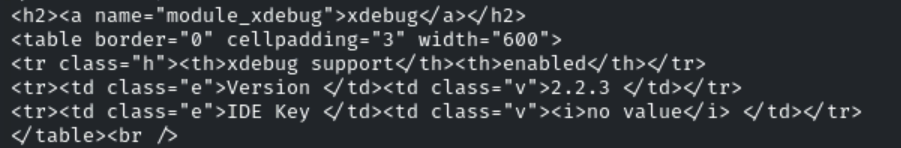 <h2><a name="module_xdebug">xdebug</a></h2>
<table border="0" cellpadding="3" width="600">
<tr class="h"><th>xdebug support</th><th>enabled</th></tr>
<tr><td class="e">Version </td><td class="v">2.2.3 </td></tr>
<tr><td class="e">IDE Key </td><td class="v"><i>no value</i> </td></tr>
</table><br />